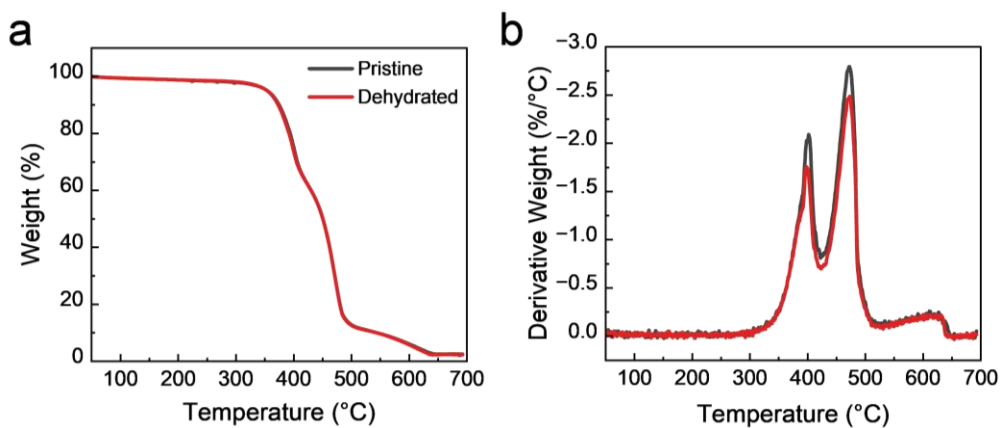 a
100
80
60
40
20
0
Weight (%)
Pristine
Dehydrated
100 200 300 400 500 600 700
Temperature (°C)
b
−3.0
−2.5
−2.0
−1.5
−1.0
−0.5
0.0
Derivative Weight (%/°C)
100 200 300 400 500 600 700
Temperature (°C)